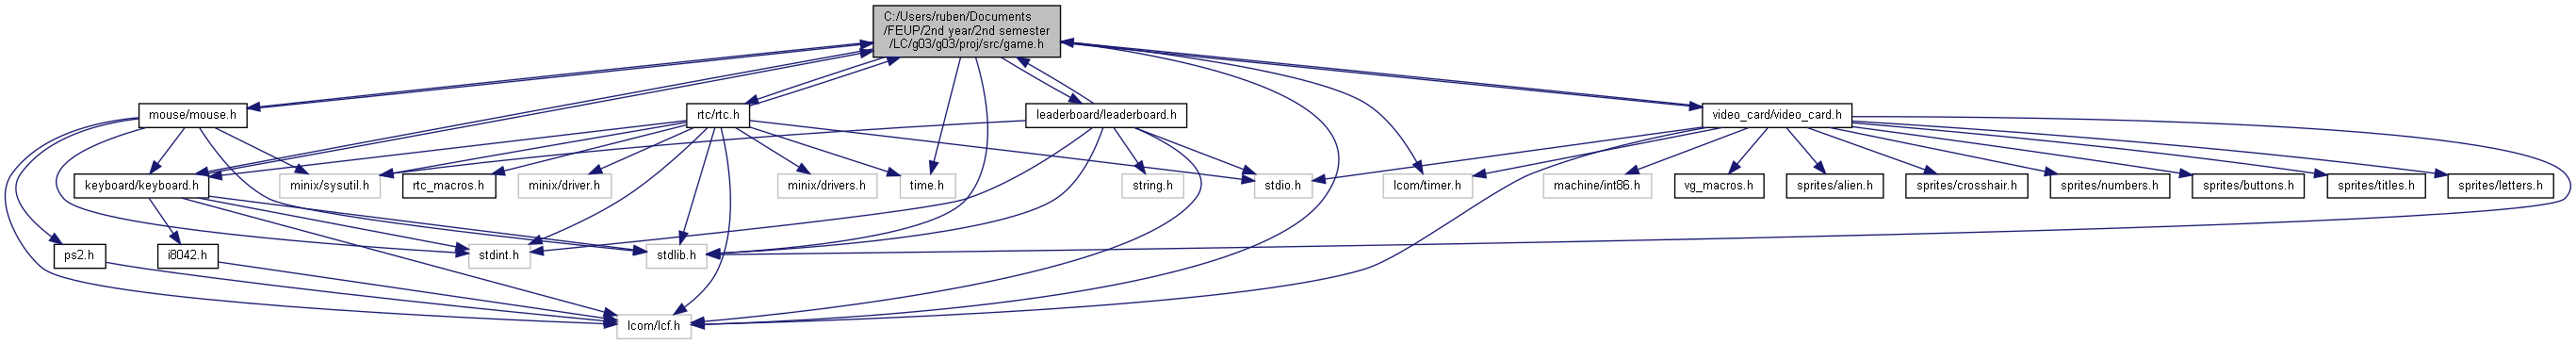 C:/Users/ruben/Documents
/FEUP/2nd year/2nd semester
/LC/g03/g03/proj/src/game.h
mouse/mouse.h
rtc/rtc.h
leaderboard/leaderboard.h
video_card/video_card.h
keyboard/keyboard.h
minix/sysutil.h
rtc_macros.h
minix/driver.h
minix/drivers.h
time.h
string.h
stdio.h
lcom/timer.h
machine/int86.h
vg_macros.h
sprites/alien.h
sprites/crosshair.h
sprites/numbers.h
sprites/buttons.h
sprites/titles.h
sprites/letters.h
ps2.h
i8042.h
stdint.h
stdlib.h
lcom/lcf.h